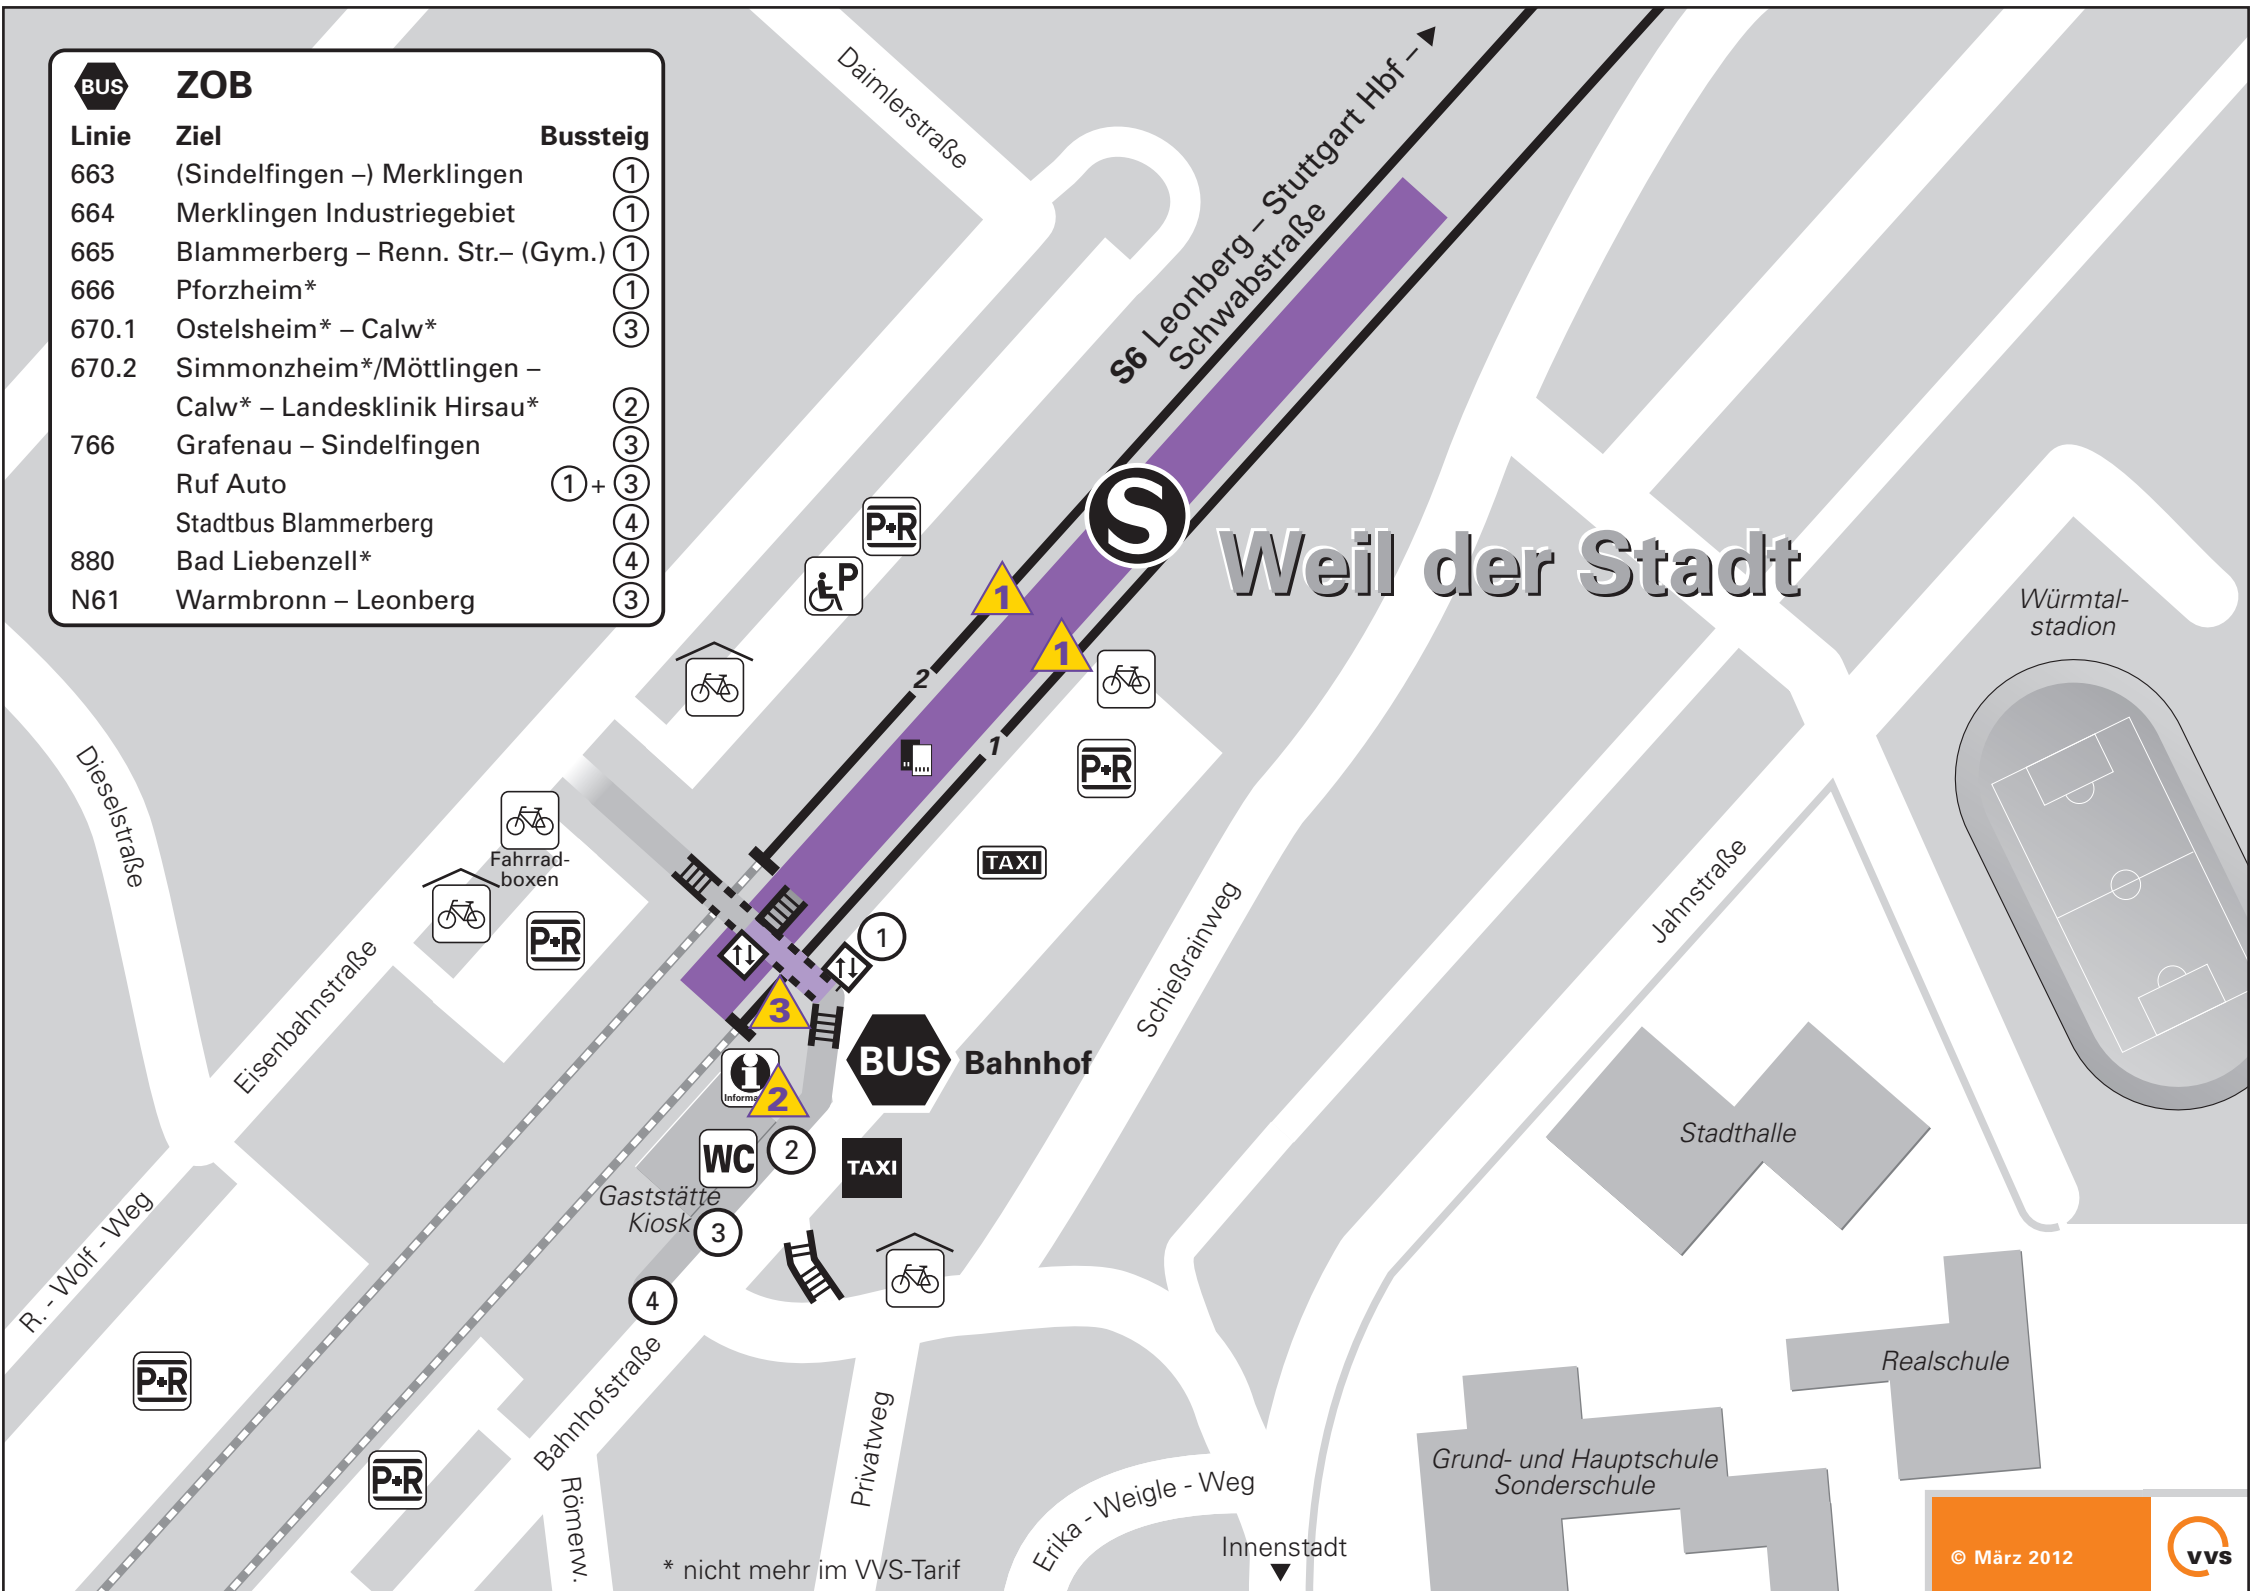 BUS ZOB
Linie Ziel Bussteig
663 (Sindelfingen –) Merklingen 1
664 Merklingen Industriegebiet 1
665 Blammerberg – Renn. Str.– (Gym.) 1
666 Pforzheim* 1
670.1 Ostelsheim* – Calw* 3
670.2 Simmonzheim*/Möttlingen –
Calw* – Landesklinik Hirsau* 2
766 Grafenau – Sindelfingen 3
Ruf Auto 1 + 3
Stadtbus Blammerberg 4
880 Bad Liebenzell* 4
N61 Warmbronn – Leonberg 3
Daimlerstraße
S6 Leonberg – Stuttgart Hbf –
Schwabstraße
P+R
P
S
Weil der Stadt
1
1
2
1
Würmtal-
stadion
P+R
Dieselstraße
Fahrrad-
boxen
P+R
TAXI
Eisenbahnstraße
Schießrainweg
Jahnstraße
1
3
BUS Bahnhof
i
Informa
2
WC
2
TAXI
Gaststätte
Kiosk
3
4
Stadthalle
R. - Wolf - Weg
P+R
P+R
Bahnhofstraße
Römerw.
Privatweg
Erika - Weigle - Weg
Innenstadt
Realschule
Grund- und Hauptschule
Sonderschule
* nicht mehr im VVS-Tarif
© März 2012
VVS